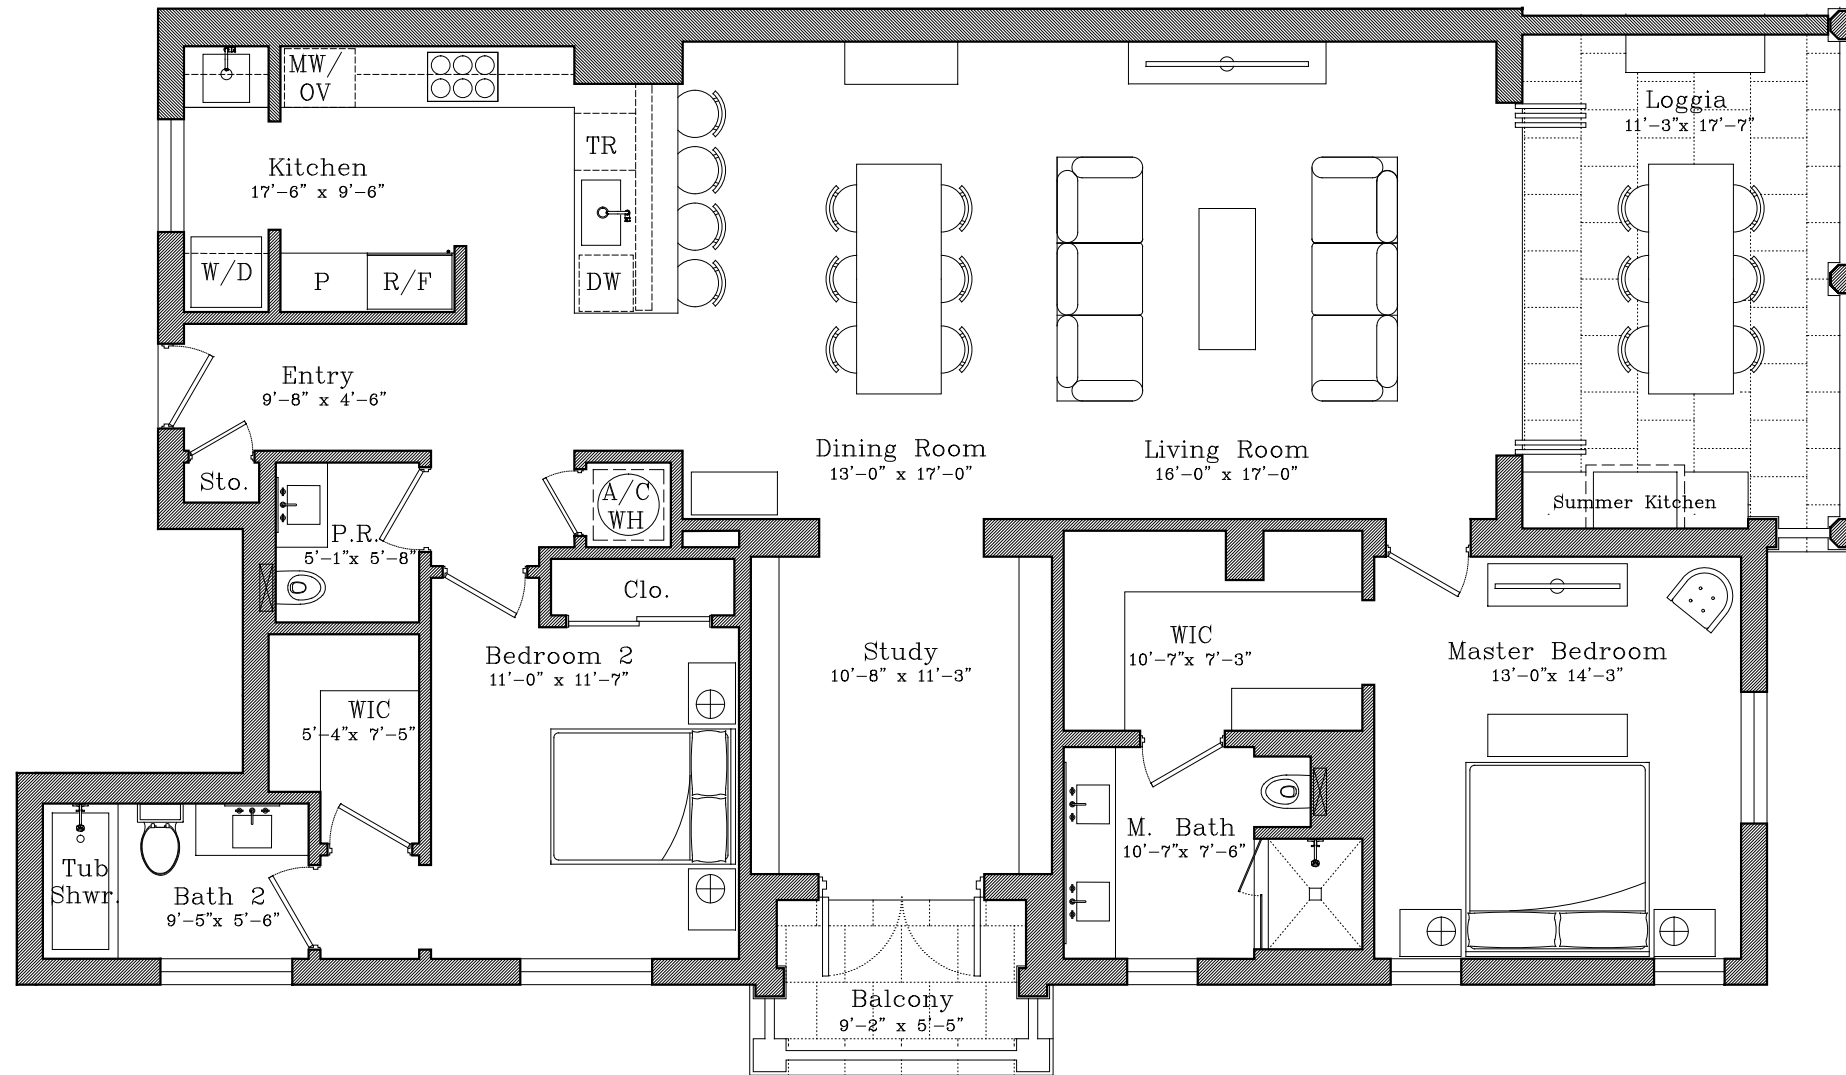 MW/
OV
Loggia
11'-3"x 17'-7"
TR
Kitchen
17'-6" x 9'-6"
W/D
P
R/F
DW
Entry
9'-8" x 4'-6"
Dining Room
13'-0" x 17'-0"
Living Room
16'-0" x 17'-0"
Sto.
A/C
WH
Summer Kitchen
P.R.
5'-1"x 5'-8"
Clo.
Bedroom 2
11'-0" x 11'-7"
Study
10'-8" x 11'-3"
WIC
10'-7"x 7'-3"
Master Bedroom
13'-0"x 14'-3"
WIC
5'-4"x 7'-5"
Tub
Shwr.
Bath 2
9'-5"x 5'-6"
M. Bath
10'-7"x 7'-6"
Balcony
9'-2" x 5'-5"